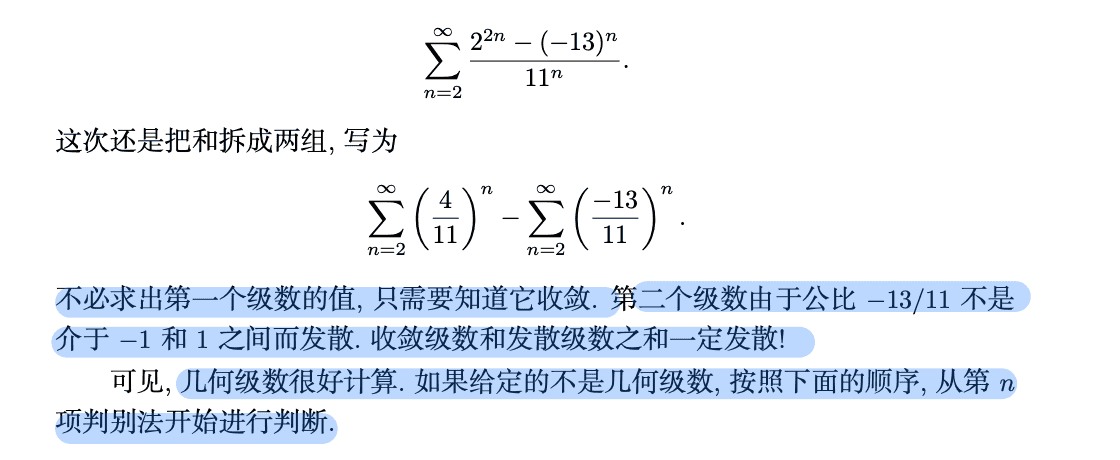 $$\sum_{n=2}^{\infty} \frac{2^{2n} - (-13)^n}{11^n}.$$
这次还是把和拆成两组, 写为
$$\sum_{n=2}^{\infty} \left(\frac{4}{11}\right)^n - \sum_{n=2}^{\infty} \left(\frac{-13}{11}\right)^n.$$
不必求出第一个级数的值, 只需要知道它收敛. 第二个级数由于公比 −13/11 不是
介于 −1 和 1 之间而发散. 收敛级数和发散级数之和一定发散!
可见, 几何级数很好计算. 如果给定的不是几何级数, 按照下面的顺序, 从第 n
项判别法开始进行判断.